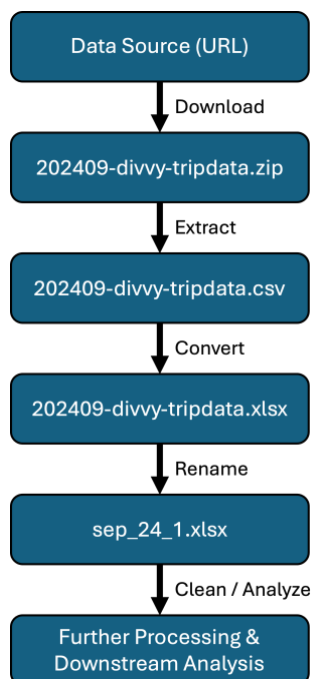 Data Source (URL)
Download
202409-divvy-tripdata.zip
Extract
202409-divvy-tripdata.csv
Convert
202409-divvy-tripdata.xlsx
Rename
sep_24_1.xlsx
Clean / Analyze
Further Processing &
Downstream Analysis